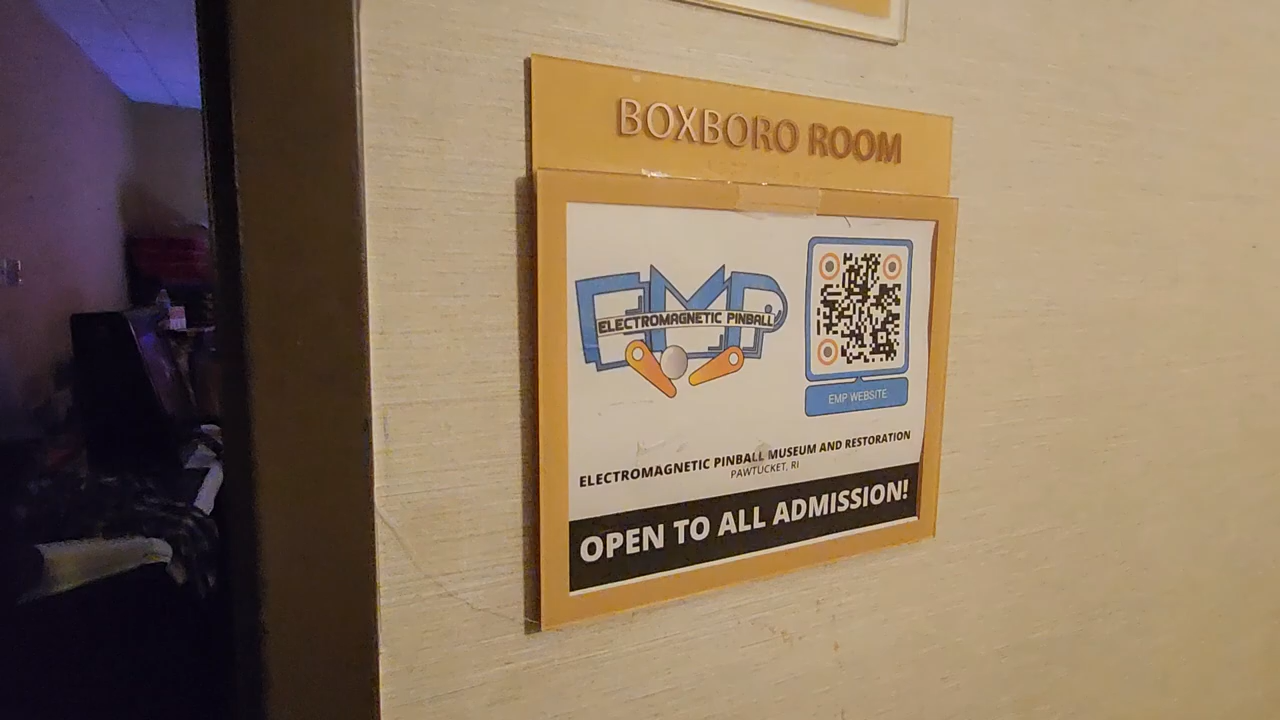 BOXBORO ROOM
EMP
ELECTROMAGNETIC PINBALL
EMP WEBSITE
ELECTROMAGNETIC PINBALL MUSEUM AND RESTORATION
PAWTUCKET, RI
OPEN TO ALL ADMISSION!